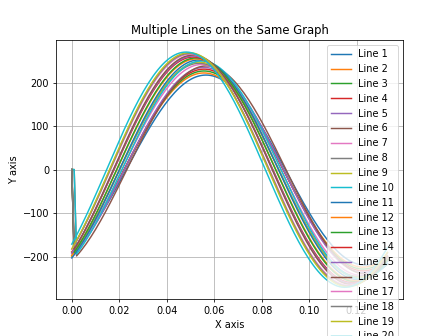 Multiple Lines on the Same Graph
Y axis
200
100
0
−100
−200
0.00
0.02
0.04
0.06
0.08
0.10
X axis
Line 1
Line 2
Line 3
Line 4
Line 5
Line 6
Line 7
Line 8
Line 9
Line 10
Line 11
Line 12
Line 13
Line 14
Line 15
Line 16
Line 17
Line 18
Line 19
Line 20